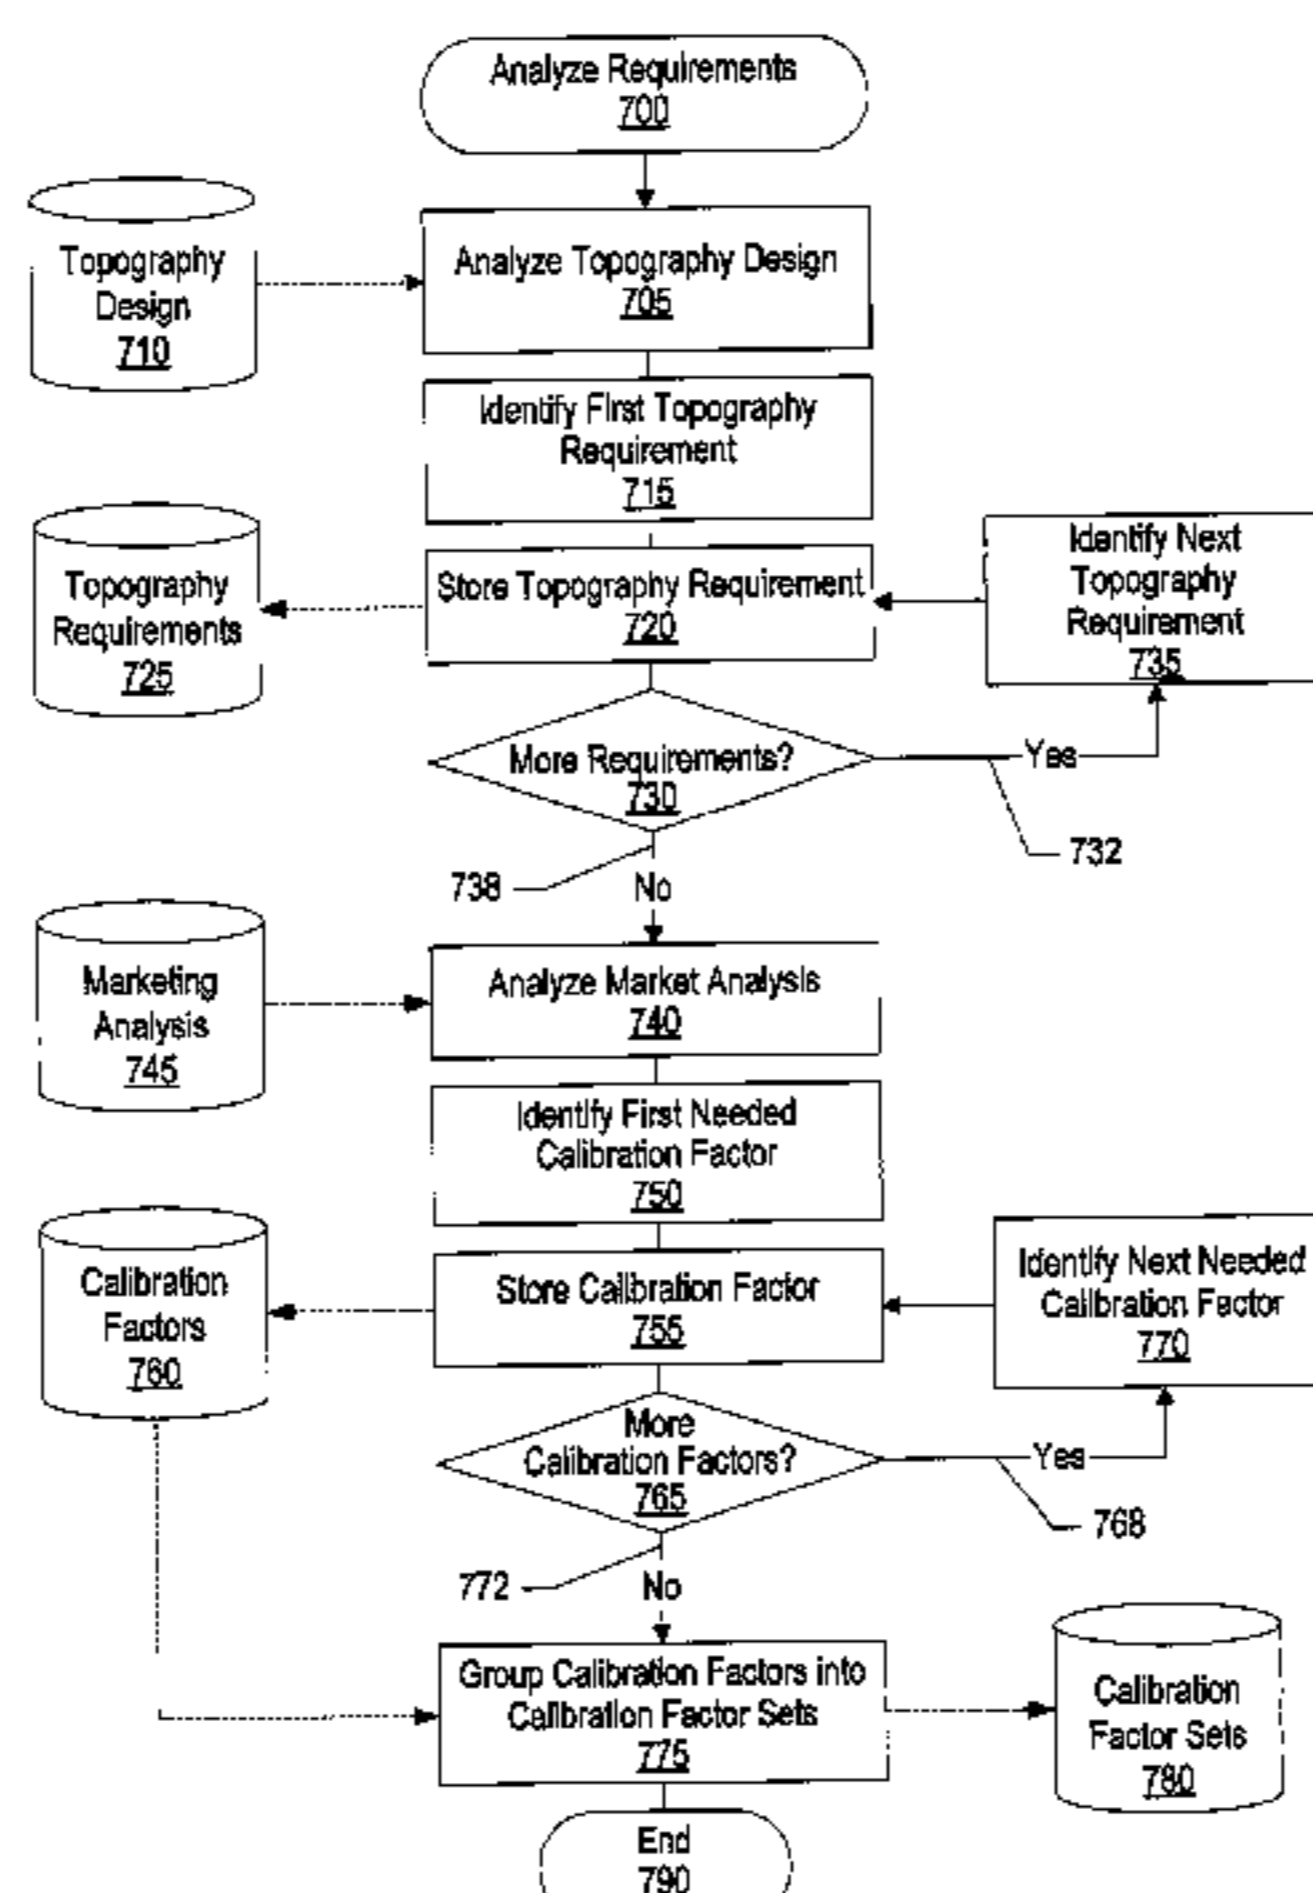 Analyze Requirements
700
Topography
Design
710
Analyze Topography Design
705
Identify First Topography
Requirement
715
Topography
Requirements
725
Store Topography Requirement
720
Identify Next
Topography
Requirement
735
More Requirements?
730
Yes
732
738
No
Marketing
Analysis
745
Analyze Market Analysis
740
Identify First Needed
Calibration Factor
750
Calibration
Factors
760
Store Calibration Factor
755
Identify Next Needed
Calibration Factor
770
More
Calibration Factors?
765
Yes
768
772
No
Group Calibration Factors into
Calibration Factor Sets
775
Calibration
Factor Sets
780
End
790